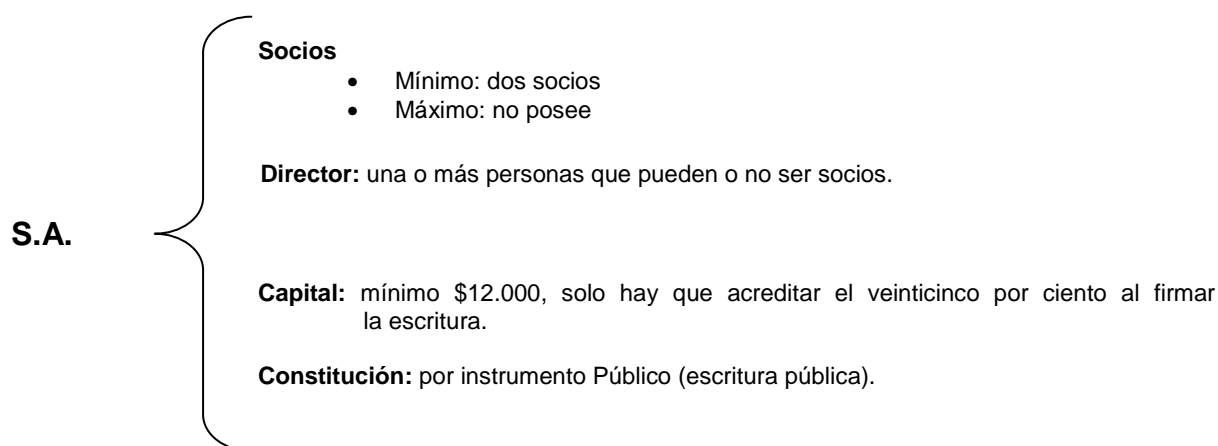 Socios
• Mínimo: dos socios
• Máximo: no posee
Director: una o más personas que pueden o no ser socios.
S.A.
Capital: mínimo $12.000, solo hay que acreditar el veinticinco por ciento al firmar
la escritura.
Constitución: por instrumento Público (escritura pública).